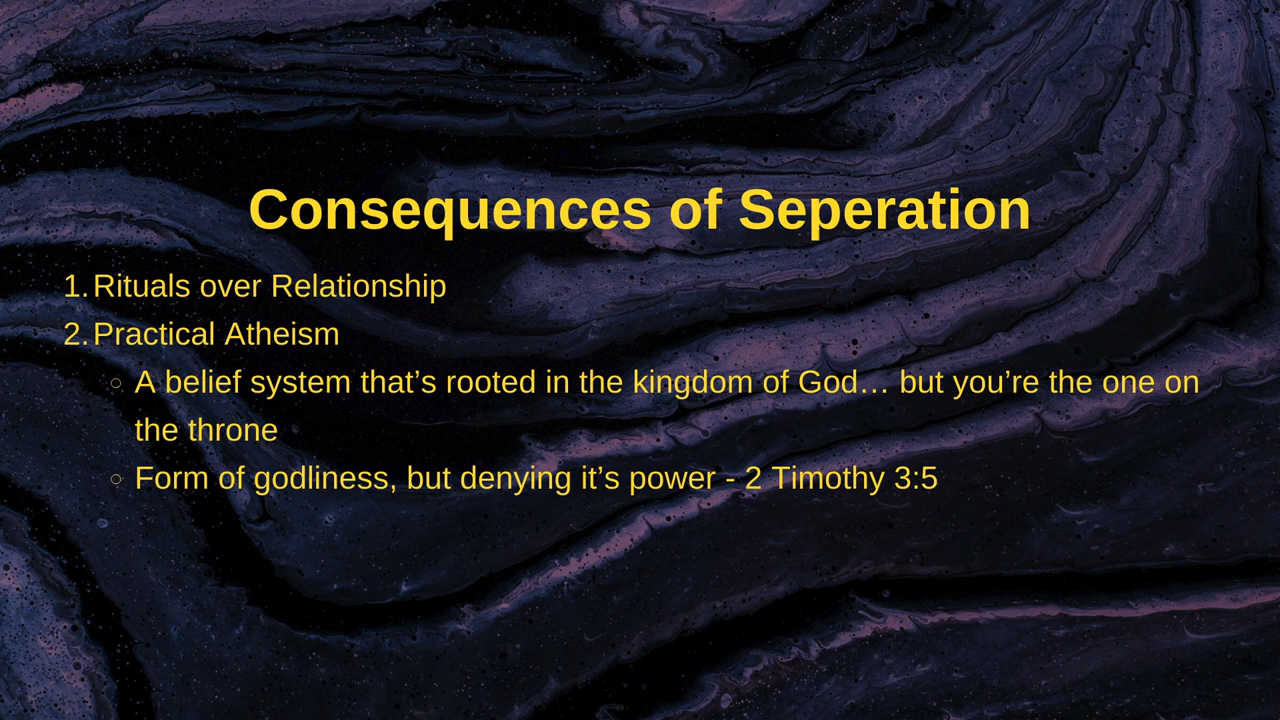 Consequences of Seperation
1. Rituals over Relationship
2. Practical Atheism
○ A belief system that’s rooted in the kingdom of God… but you’re the one on
the throne
○ Form of godliness, but denying it’s power - 2 Timothy 3:5